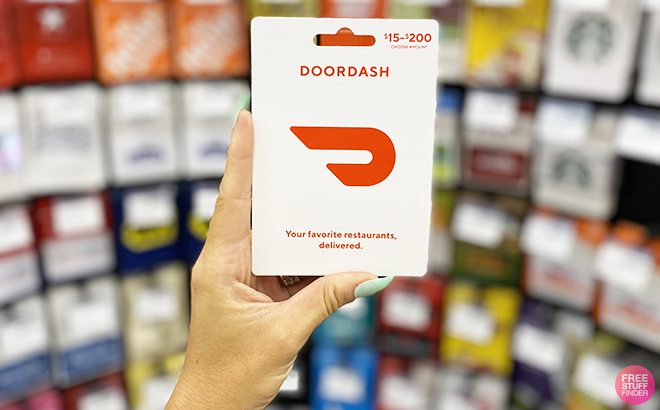 $15-$200
CHOOSE AMOUNT
DOORDASH
Your favorite restaurants,
delivered.
FREE
STUFF
FINDER